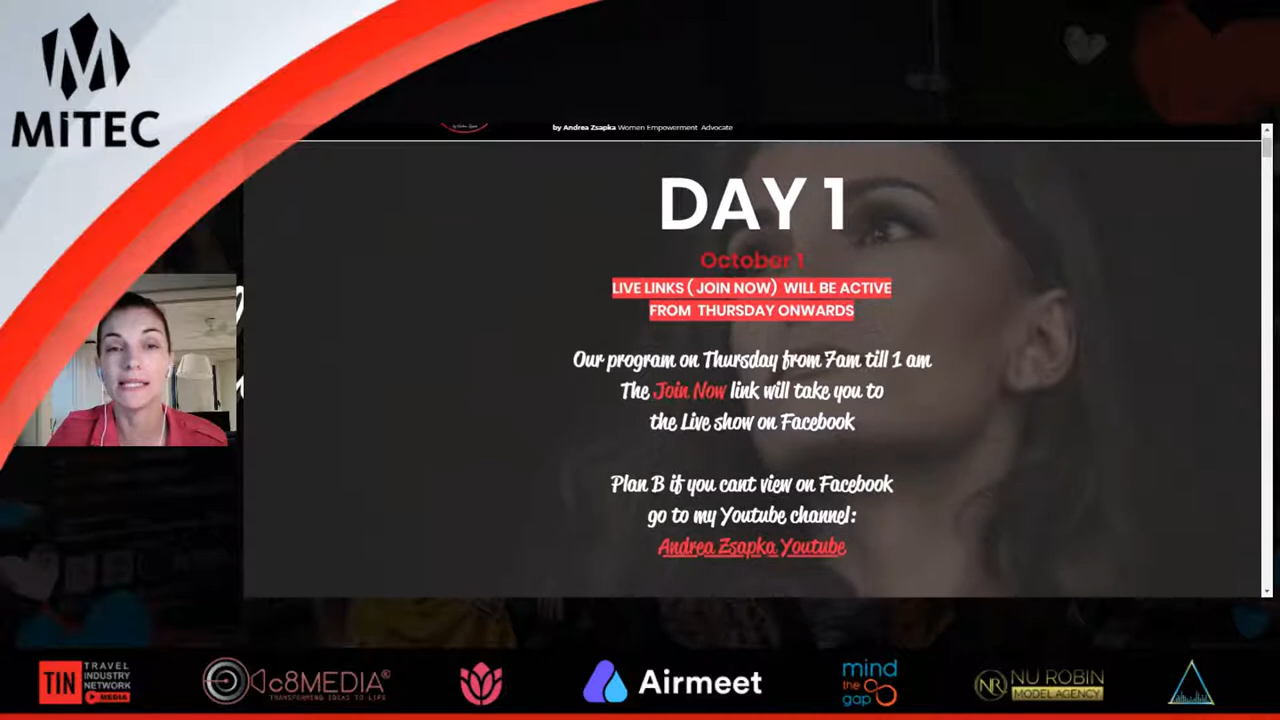 MiTEC
by Andrea Zsapka Women Empowerment Advocate
DAY 1
October 1
LIVE LINKS ( JOIN NOW) WILL BE ACTIVE
FROM THURSDAY ONWARDS
Our program on Thursday from 7am till 1 am
The Join Now link will take you to
the Live show on Facebook
Plan B if you cant view on Facebook
go to my Youtube channel:
Andrea Zsapka Youtube
TIN
TRAVEL
INDUSTRY
NETWORK
MEDIA
c8MEDIA®
TRANSFORMING IDEAS TO LIFE
Airmeet
mind
the
gap
NR
NU ROBIN
MODEL AGENCY